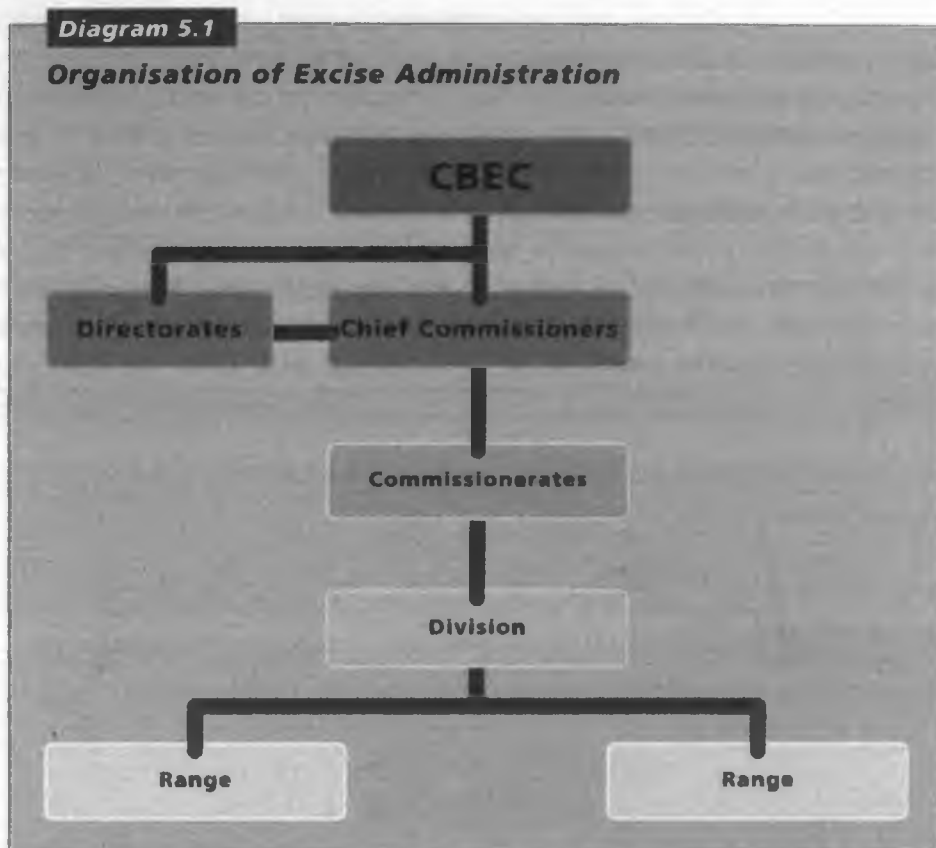 Diagram 5.1
Organisation of Excise Administration
CBEC
Directorates
Chief Commissioners
Commissionerates
Division
Range
Range